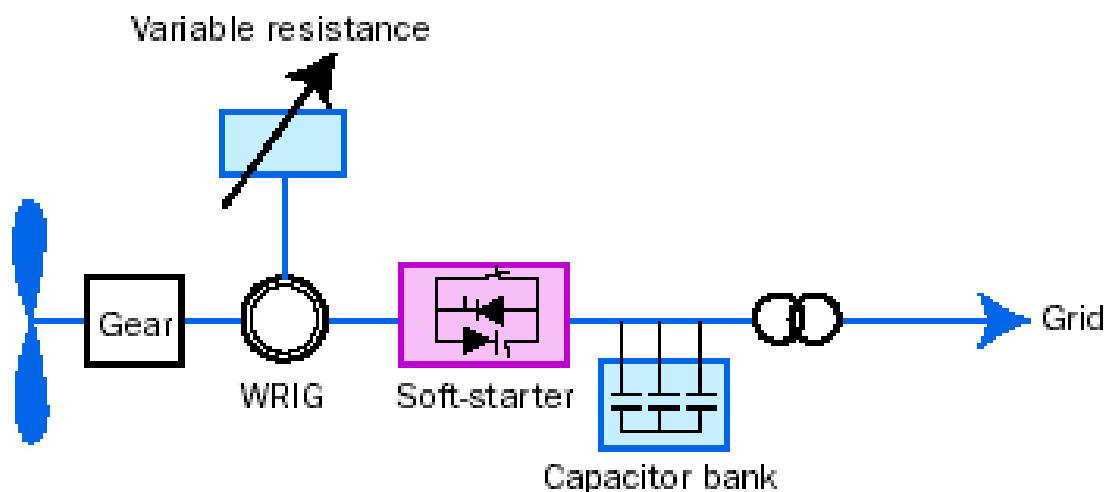 Variable resistance
Gear
Grid
WRIG
Soft-starter
Capacitor bank